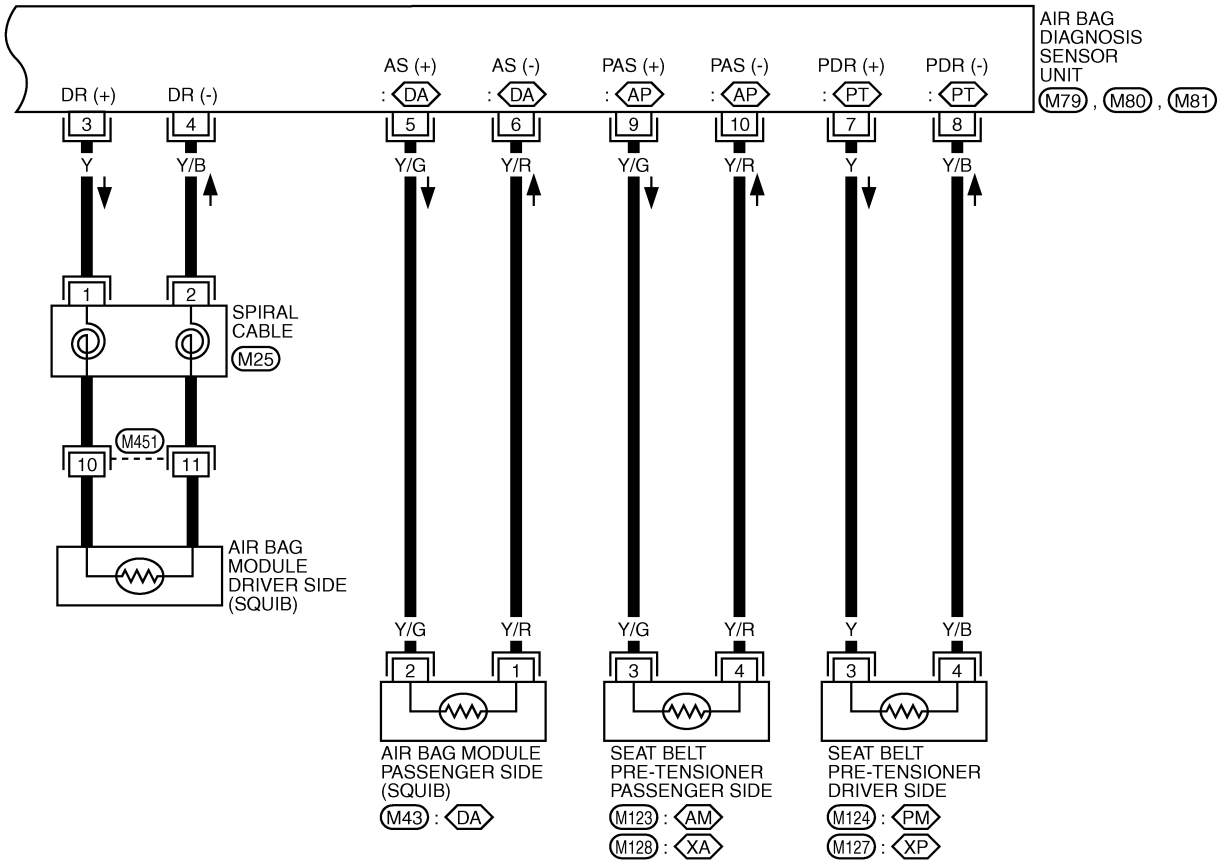 AIR BAG
DIAGNOSIS
SENSOR
UNIT
M79 , M80 , M81
AS (+) AS (-) PAS (+) PAS (-) PDR (+) PDR (-)
DR (+) DR (-) : DA : DA : AP : AP : PT : PT
3 4 5 6 9 10 7 8
Y Y/B Y/G Y/R Y/G Y/R Y Y/B
1 2
SPIRAL
CABLE
M25
M451
10 11
AIR BAG
MODULE
DRIVER SIDE
(SQUIB)
Y/G Y/R Y/G Y/R Y Y/B
2 1 3 4 3 4
AIR BAG MODULE
PASSENGER SIDE
(SQUIB)
M43 : DA
SEAT BELT
PRE-TENSIONER
PASSENGER SIDE
M123 : AM
M128 : XA
SEAT BELT
PRE-TENSIONER
DRIVER SIDE
M124 : PM
M127 : XP